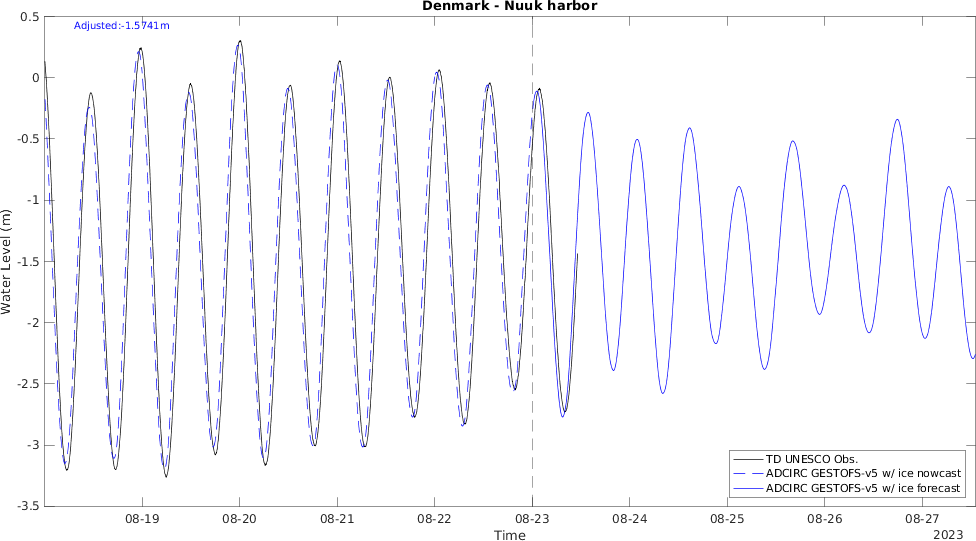 Denmark - Nuuk harbor
Adjusted:-1.5741m
0.5
0
-0.5
-1
-1.5
-2
-2.5
-3
-3.5
Water Level (m)
08-19 08-20 08-21 08-22 08-23 08-24 08-25 08-26 08-27
Time
2023
TD UNESCO Obs.
ADCIRC GESTOFS-v5 w/ ice nowcast
ADCIRC GESTOFS-v5 w/ ice forecast